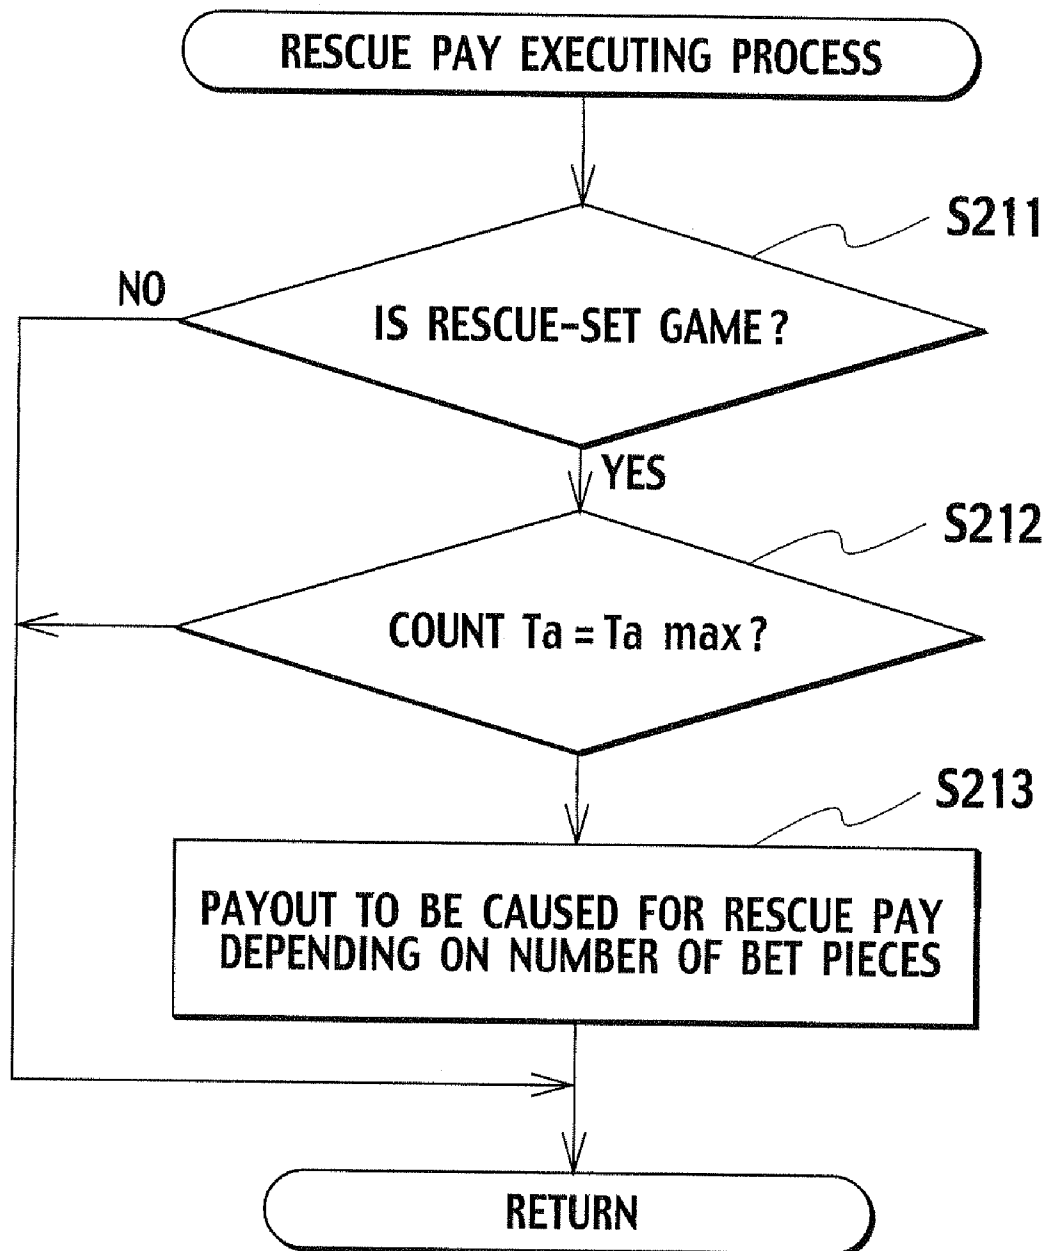 RESCUE PAY EXECUTING PROCESS
S211
NO
IS RESCUE-SET GAME?
YES
S212
COUNT Ta=Ta max?
S213
PAYOUT TO BE CAUSED FOR RESCUE PAY
DEPENDING ON NUMBER OF BET PIECES
RETURN